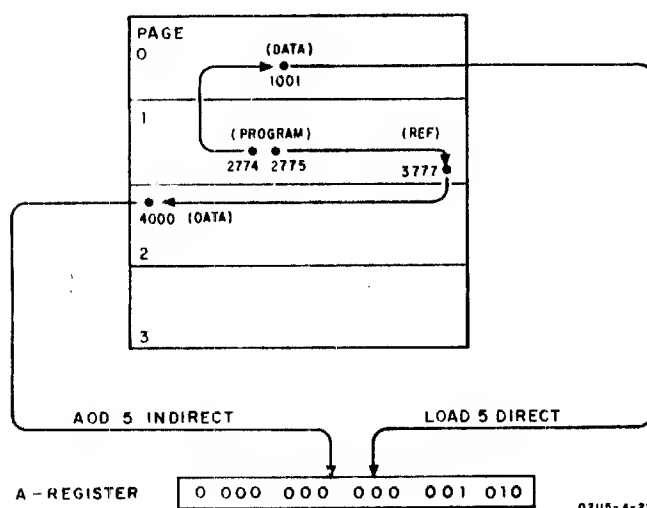 PAGE
0
(DATA)
1001
1
(PROGRAM)
(REF)
2774 2775
3777
4000 (DATA)
2
3
AOD 5 INDIRECT
LOAD 5 DIRECT
A-REGISTER
0 000 000 000 001 010